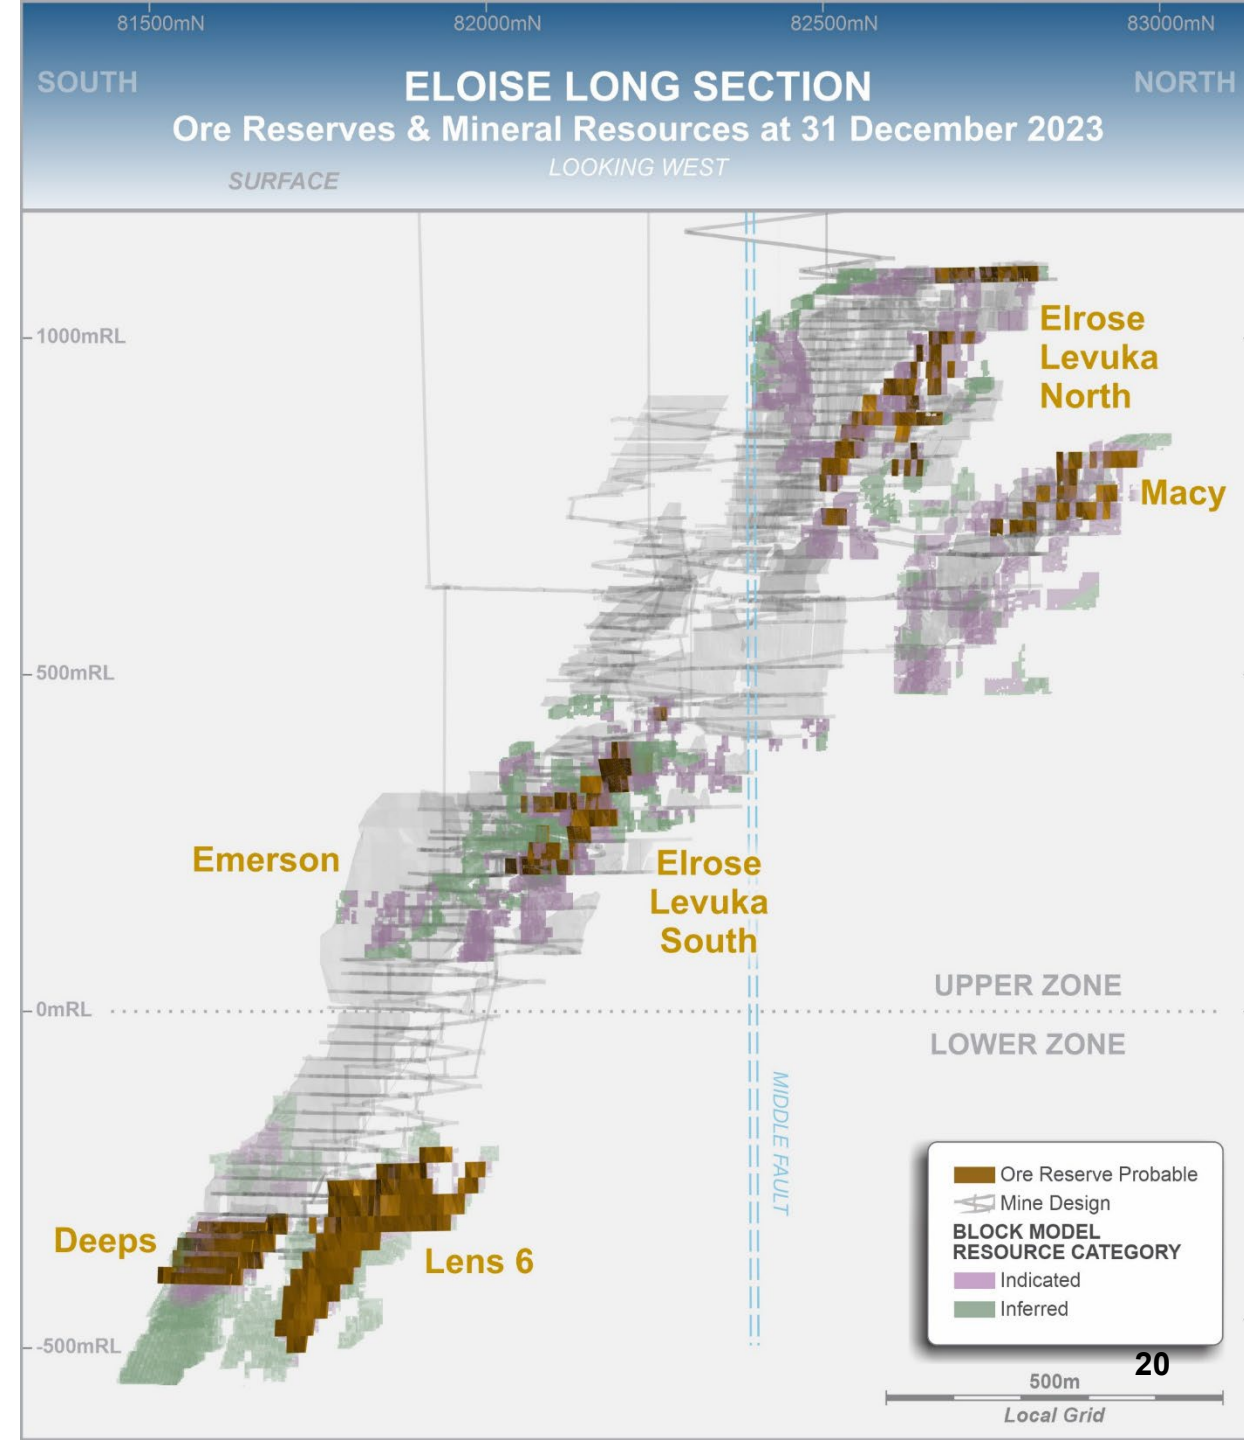 81500mN
82000mN
82500mN
83000mN
SOUTH
ELOISE LONG SECTION
NORTH
Ore Reserves & Mineral Resources at 31 December 2023
LOOKING WEST
SURFACE
1000mRL
Elrose
Levuka
North
Macy
500mRL
Emerson
Elrose
Levuka
South
UPPER ZONE
0mRL
LOWER ZONE
MIDDLE FAULT
Deeps
Lens 6
-500mRL
Ore Reserve Probable
Mine Design
BLOCK MODEL
RESOURCE CATEGORY
Indicated
Inferred
20
500m
Local Grid